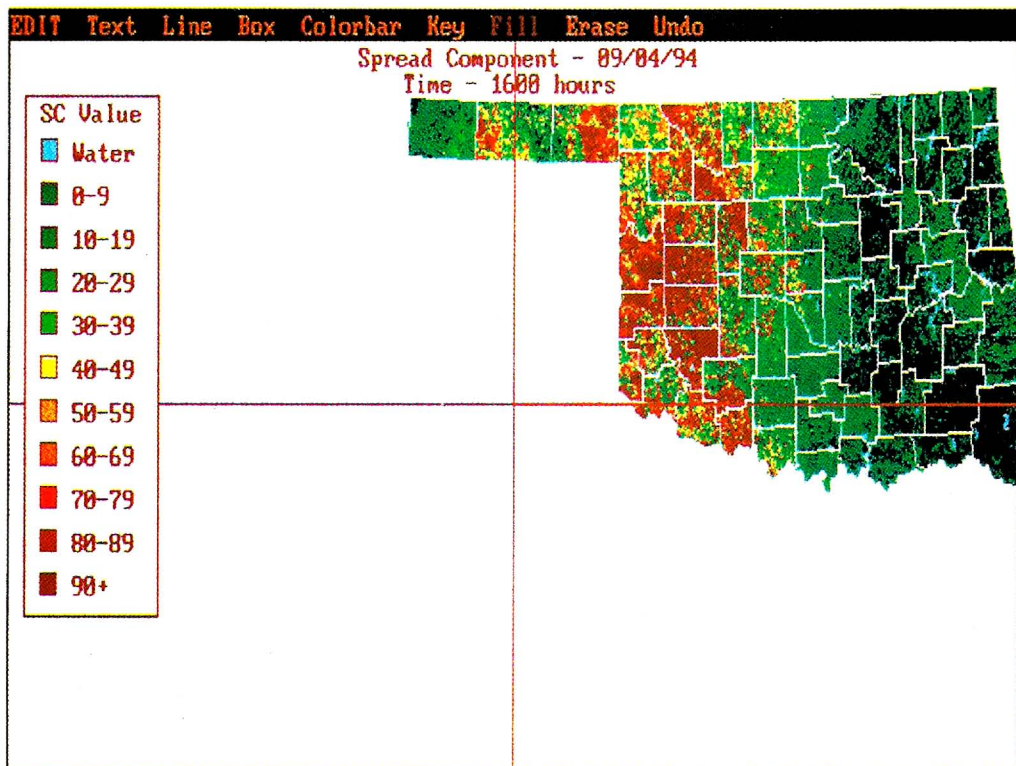 EDIT Text Line Box Colorbar Key Fill Erase Undo
Spread Component - 09/04/94
Time - 1600 hours
SC Value
Water
0-9
10-19
20-29
30-39
40-49
50-59
60-69
70-79
80-89
90+